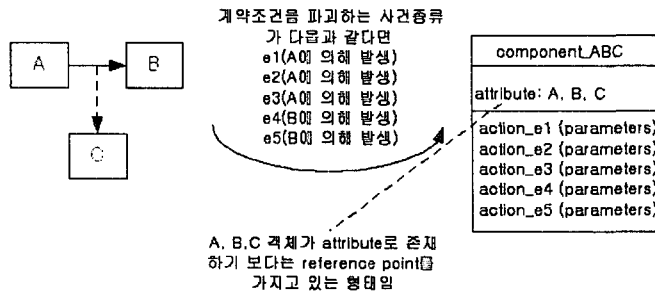 계약조건을 파괴하는 사건종류
가 다음과 같다면
e1(A에 의해 발생)
e2(A에 의해 발생)
e3(A에 의해 발생)
e4(B에 의해 발생)
e5(B에 의해 발생)
A
B
C
component_ABC
attribute: A, B, C
action_e1 (parameters)
action_e2 (parameters)
action_e3 (parameters)
action_e4 (parameters)
action_e5 (parameters)
A, B,C 객체가 attribute로 존재
하기 보다는 reference point를
가지고 있는 형태임